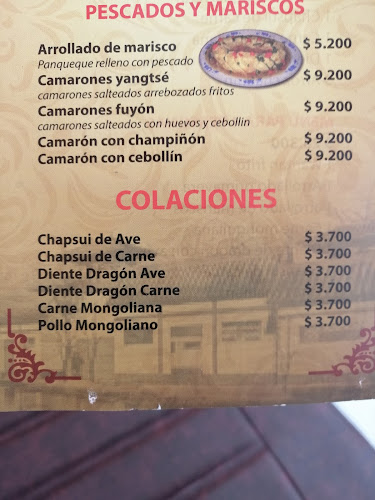 PESCADOS Y MARISCOS
Arrollado de marisco $ 5.200
Panqueque relleno con pescado
Camarones yangtsé $ 9.200
camarones salteados arrebozados fritos
Camarones fuyón $ 9.200
camarones salteados con huevos y cebollin
Camarón con champiñón $ 9.200
Camarón con cebollín $ 9.200
COLACIONES
Chapsui de Ave $ 3.700
Chapsui de Carne $ 3.700
Diente Dragón Ave $ 3.700
Diente Dragón Carne $ 3.700
Carne Mongoliana $ 3.700
Pollo Mongoliano $ 3.700